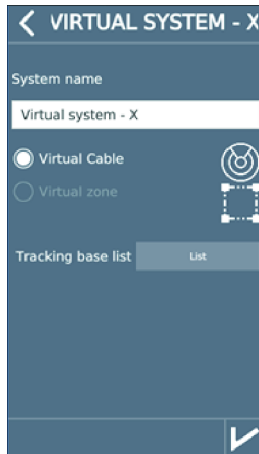 VIRTUAL SYSTEM - X
System name
Virtual system - X
Virtual Cable
Virtual zone
Tracking base list List